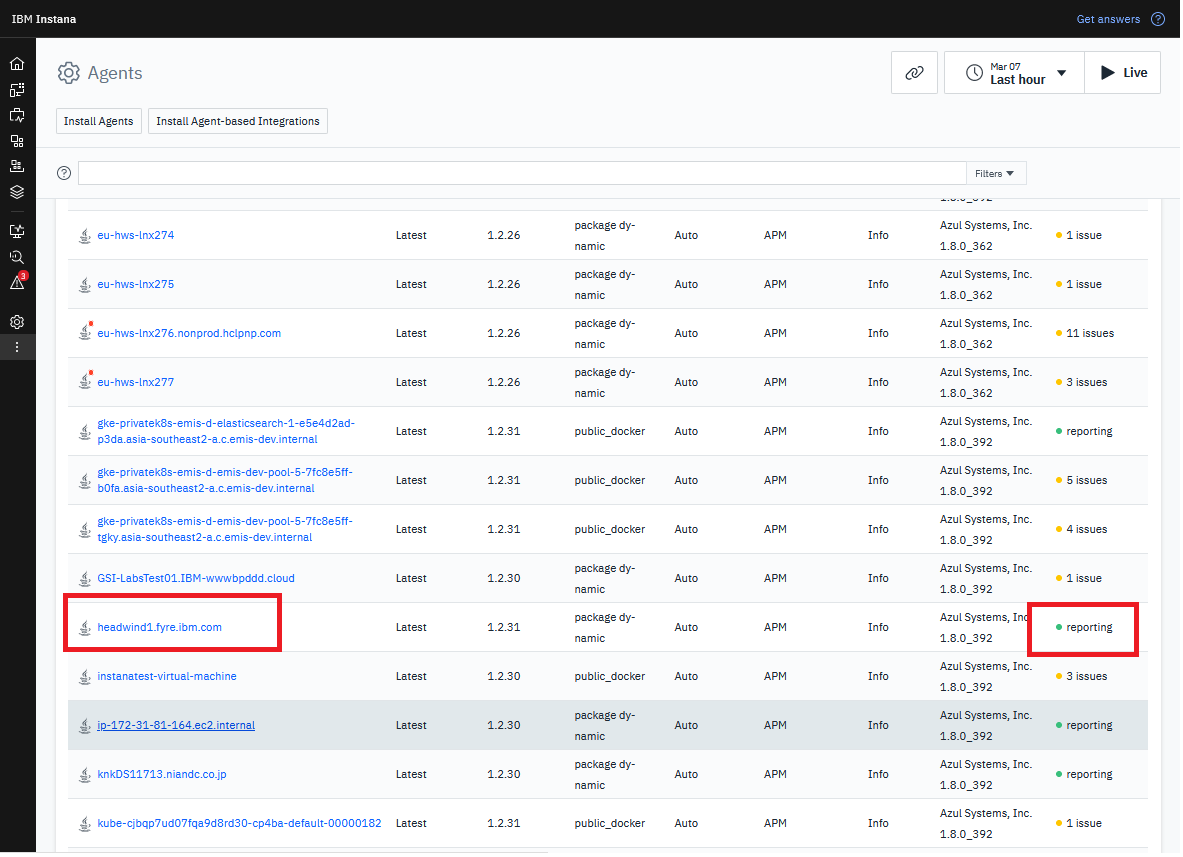 IBM Instana
Get answers
Agents
Mar 07
Last hour
Live
Install Agents
Install Agent-based Integrations
Filters
3
eu-hws-lnx274 Latest 1.2.26 package dy-
namic Auto APM Info Azul Systems, Inc.
1.8.0_362 1 issue
eu-hws-lnx275 Latest 1.2.26 package dy-
namic Auto APM Info Azul Systems, Inc.
1.8.0_362 1 issue
eu-hws-lnx276.nonprod.hclpnp.com Latest 1.2.26 package dy-
namic Auto APM Info Azul Systems, Inc.
1.8.0_362 11 issues
eu-hws-lnx277 Latest 1.2.26 package dy-
namic Auto APM Info Azul Systems, Inc.
1.8.0_362 3 issues
gke-privatek8s-emis-d-elasticsearch-1-e5e4d2ad-
p3da.asia-southeast2-a.c.emis-dev.internal Latest 1.2.31 public_docker Auto APM Info Azul Systems, Inc.
1.8.0_392 reporting
gke-privatek8s-emis-d-emis-dev-pool-5-7fc8e5ff-
b0fa.asia-southeast2-a.c.emis-dev.internal Latest 1.2.31 public_docker Auto APM Info Azul Systems, Inc.
1.8.0_392 5 issues
gke-privatek8s-emis-d-emis-dev-pool-5-7fc8e5ff-
tgky.asia-southeast2-a.c.emis-dev.internal Latest 1.2.31 public_docker Auto APM Info Azul Systems, Inc.
1.8.0_392 4 issues
GSI-LabsTest01.IBM-wwwbpddd.cloud Latest 1.2.30 package dy-
namic Auto APM Info Azul Systems, Inc.
1.8.0_392 1 issue
headwind1.fyre.ibm.com Latest 1.2.31 package dy-
namic Auto APM Info Azul Systems, Inc
1.8.0_392 reporting
instanatest-virtual-machine Latest 1.2.30 public_docker Auto APM Info Azul Systems, Inc.
1.8.0_392 3 issues
ip-172-31-81-164.ec2.internal Latest 1.2.30 package dy-
namic Auto APM Info Azul Systems, Inc.
1.8.0_392 reporting
knkDS11713.niandc.co.jp Latest 1.2.30 package dy-
namic Auto APM Info Azul Systems, Inc.
1.8.0_392 reporting
kube-cjbqp7ud07fqa9d8rd30-cp4ba-default-00000182 Latest 1.2.31 public_docker Auto APM Info Azul Systems, Inc.
1.8.0_392 1 issue